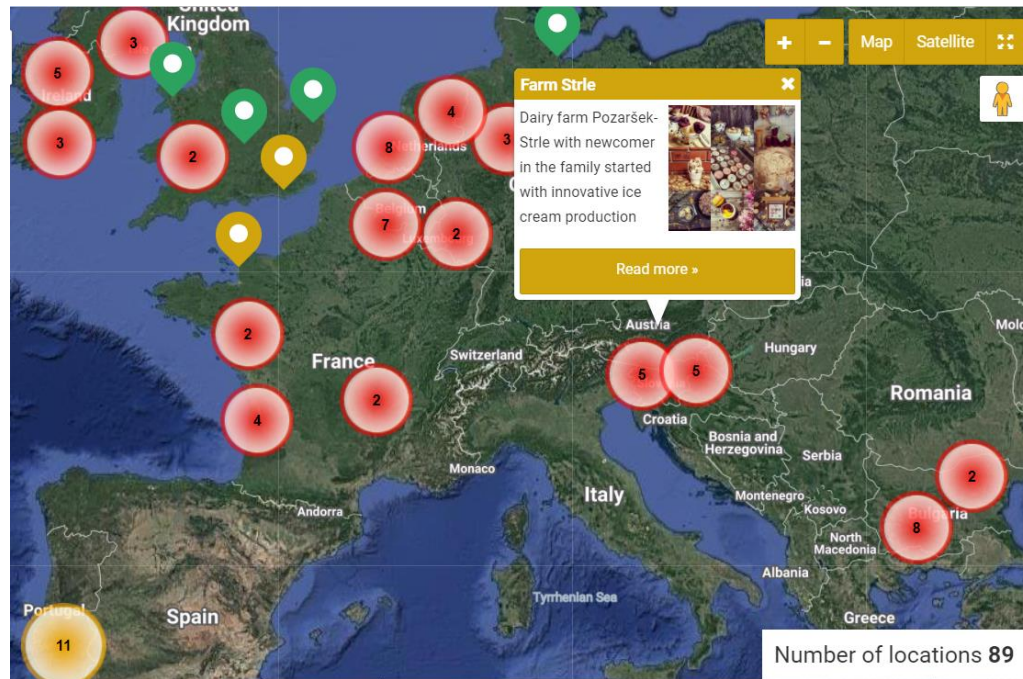 United
Kingdom
3
5
Ireland
3
2
+
−
Map
Satellite
Farm Strle
Dairy farm Pozaršek-
Strle with newcomer
in the family started
with innovative ice
cream production
Read more »
4
8
Netherlands
3
7
Belgium
Luxembourg
2
2
France
Switzerland
Austria
Hungary
5
5
Croatia
Romania
2
4
Monaco
Bosnia and
Herzegovina
Serbia
Italy
Montenegro
Kosovo
2
8
Bulgaria
North
Macedonia
Andorra
Albania
Tyrrhenian Sea
Portugal
Spain
11
Greece
Number of locations 89